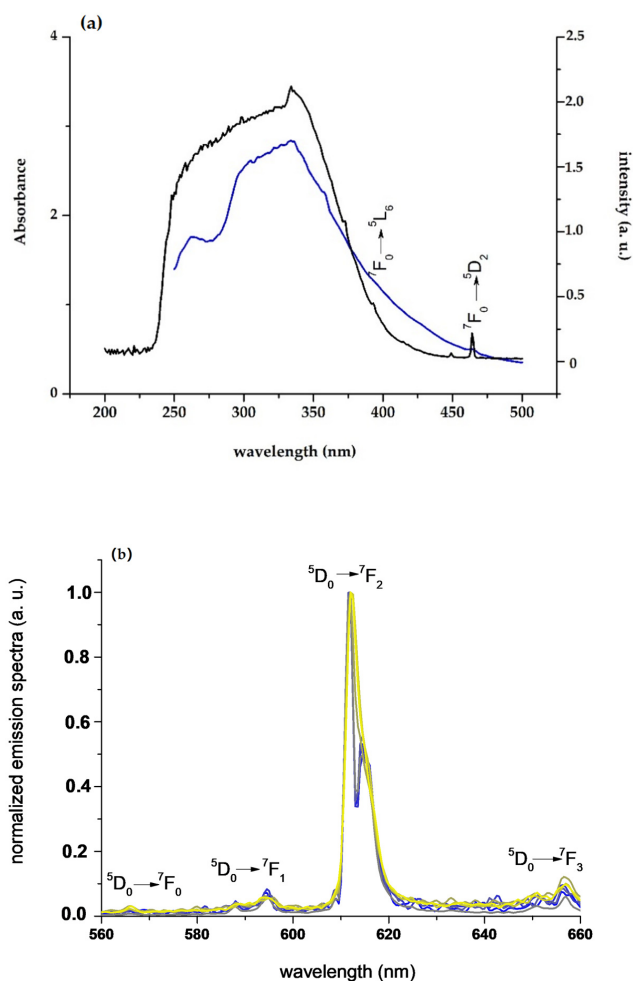 (a)
4
2
0
Absorbance
2.5
2.0
1.5
1.0
0.5
0
intensity (a. u.)
⁷F₀→⁵L₆
⁷F₀→⁵D₂
200 250 300 350 400 450 500
wavelength (nm)
(b)
⁵D₀→⁷F₂
1.0
0.8
0.6
0.4
0.2
0.0
normalized emission spectra (a. u.)
⁵D₀→⁷F₀
⁵D₀→⁷F₁
⁵D₀→⁷F₃
560 580 600 620 640 660
wavelength (nm)